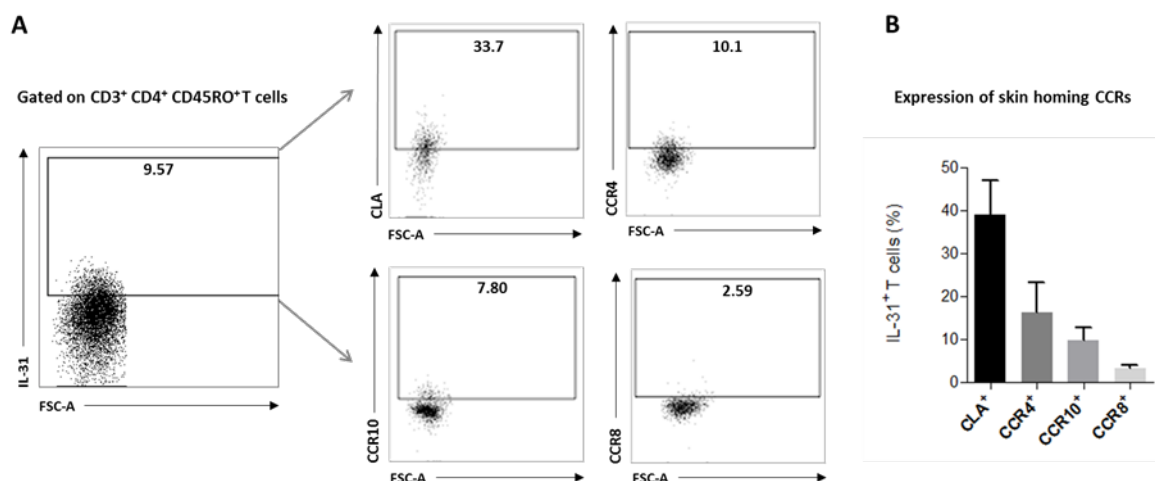 A
Gated on CD3⁺ CD4⁺ CD45RO⁺T cells
9.57
IL-31
FSC-A
33.7
CLA
FSC-A
10.1
CCR4
FSC-A
7.80
CCR10
FSC-A
2.59
CCR8
FSC-A
B
Expression of skin homing CCRs
IL-31⁺ T cells (%)
50
40
30
20
10
0
CLA⁺
CCR4⁺
CCR10⁺
CCR8⁺